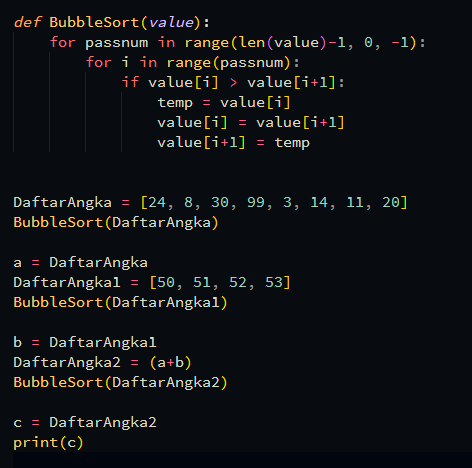 def BubbleSort(value):
    for passnum in range(len(value)-1, 0, -1):
        for i in range(passnum):
            if value[i] > value[i+1]:
                temp = value[i]
                value[i] = value[i+1]
                value[i+1] = temp
DaftarAngka = [24, 8, 30, 99, 3, 14, 11, 20]
BubbleSort(DaftarAngka)
a = DaftarAngka
DaftarAngka1 = [50, 51, 52, 53]
BubbleSort(DaftarAngka1)
b = DaftarAngka1
DaftarAngka2 = (a+b)
BubbleSort(DaftarAngka2)
c = DaftarAngka2
print(c)